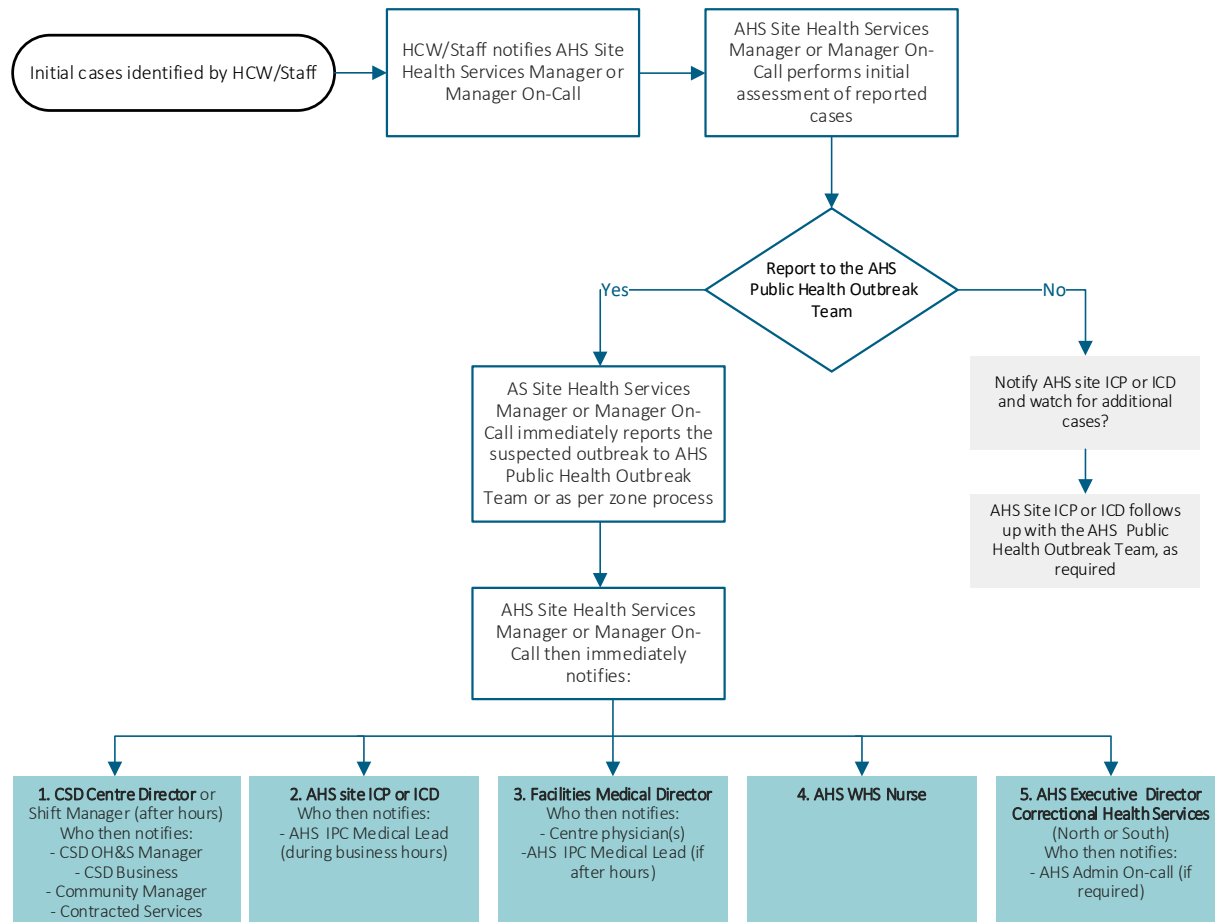 Initial cases identified by HCW/Staff
HCW/Staff notifies AHS Site
Health Services Manager or
Manager On-Call
AHS Site Health Services
Manager or Manager On-
Call performs initial
assessment of reported
cases
Report to the AHS
Public Health Outbreak
Team
Yes
No
AS Site Health Services
Manager or Manager On-
Call immediately reports the
suspected outbreak to AHS
Public Health Outbreak
Team or as per zone process
Notify AHS site ICP or ICD
and watch for additional
cases?
AHS Site ICP or ICD follows
up with the AHS Public
Health Outbreak Team, as
required
AHS Site Health Services
Manager or Manager On-
Call then immediately
notifies:
1. CSD Centre Director or
Shift Manager (after hours)
Who then notifies:
- CSD OH&S Manager
- CSD Business
- Community Manager
- Contracted Services
2. AHS site ICP or ICD
Who then notifies:
- AHS IPC Medical Lead
(during business hours)
3. Facilities Medical Director
Who then notifies:
- Centre physician(s)
-AHS IPC Medical Lead (if
after hours)
4. AHS WHS Nurse
5. AHS Executive Director
Correctional Health Services
(North or South)
Who then notifies:
- AHS Admin On-call (if
required)